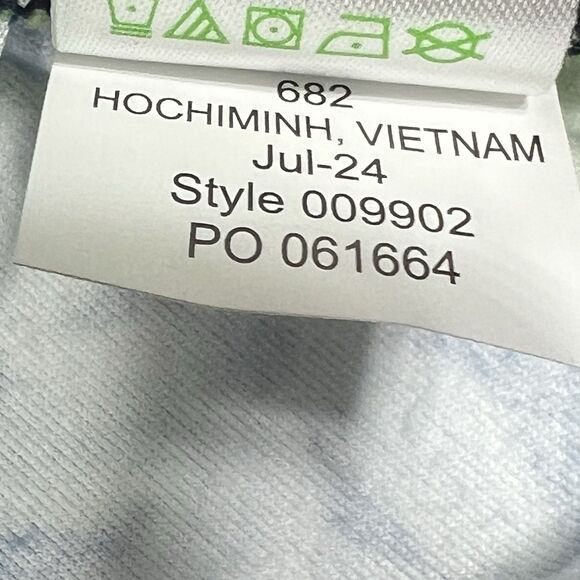 682
HOCHIMINH, VIETNAM
Jul-24
Style 009902
PO 061664